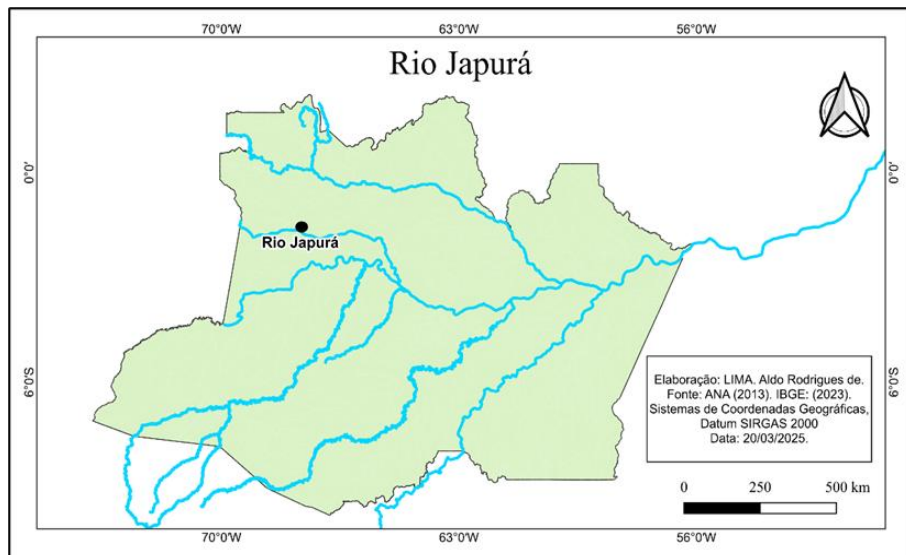 70°0'W 63°0'W 56°0'W
Rio Japurá
0°0'
0°0'
Rio Japurá
6°0'S
6°0'S
Elaboração: LIMA. Aldo Rodrigues de.
Fonte: ANA (2013). IBGE: (2023).
Sistemas de Coordenadas Geográficas,
Datum SIRGAS 2000
Data: 20/03/2025.
0 250 500 km
70°0'W 63°0'W 56°0'W